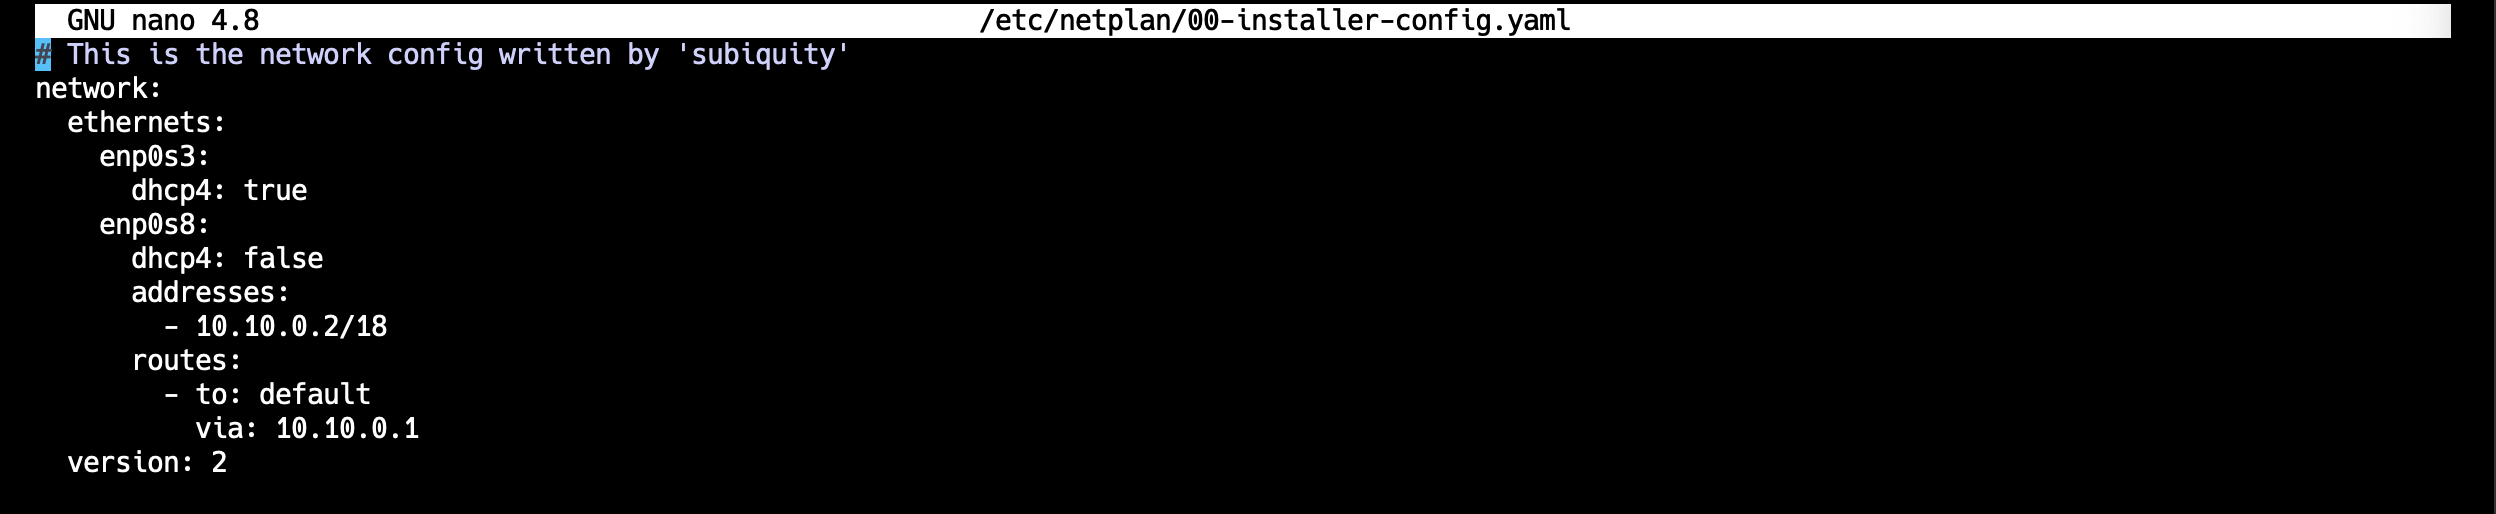 GNU nano 4.8 /etc/netplan/00-installer-config.yaml
# This is the network config written by 'subiquity'
network:
  ethernets:
    enp0s3:
      dhcp4: true
    enp0s8:
      dhcp4: false
      addresses:
        - 10.10.0.2/18
      routes:
        - to: default
          via: 10.10.0.1
  version: 2